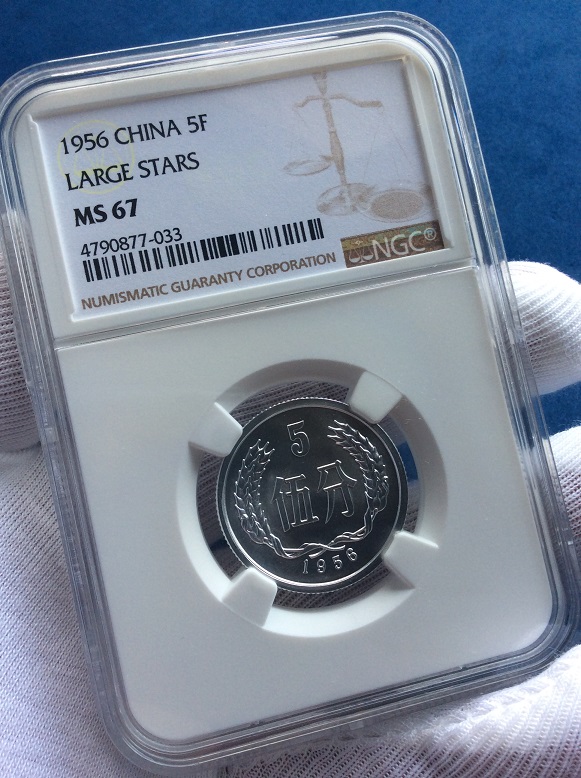 1956 CHINA 5F
LARGE STARS
MS 67
4790877-033
NGC®
NUMISMATIC GUARANTY CORPORATION
5
伍分
1956